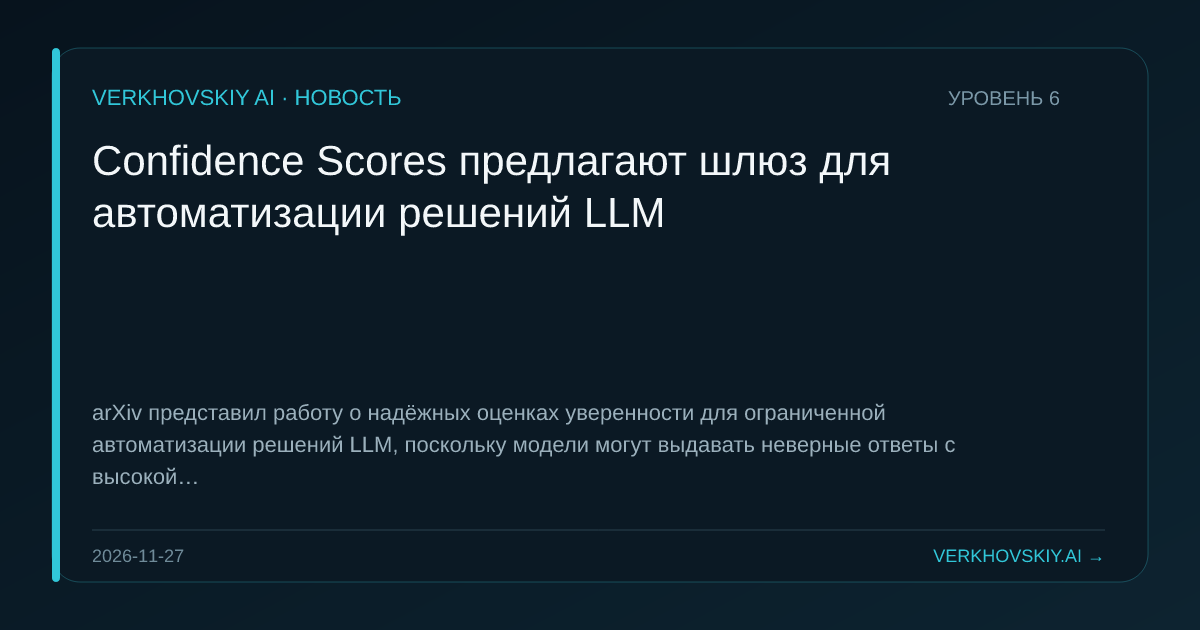 VERKHOVSKIY AI · НОВОСТЬ
УРОВЕНЬ 6
Confidence Scores предлагают шлюз для
автоматизации решений LLM
arXiv представил работу о надёжных оценках уверенности для ограниченной
автоматизации решений LLM, поскольку модели могут выдавать неверные ответы с
высокой…
2026-11-27
VERKHOVSKIY.AI →